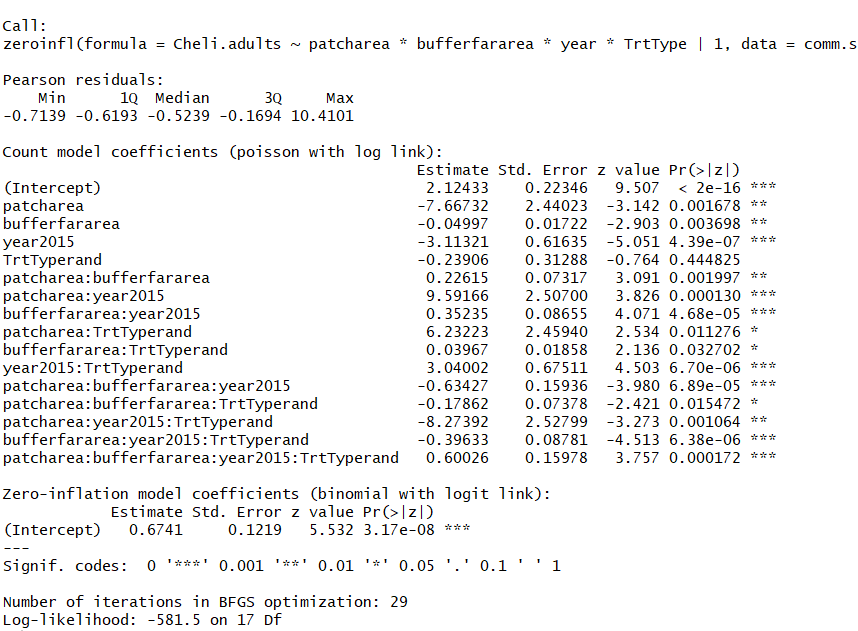 Call:
zeroinfl(formula = Cheli.adults ~ patcharea * bufferfararea * year * TrtType | 1, data = comm.s
Pearson residuals:
    Min      1Q  Median      3Q     Max
-0.7139 -0.6193 -0.5239 -0.1694 10.4101
Count model coefficients (poisson with log link):
Estimate Std. Error z value Pr(>|z|)
(Intercept) 2.12433 0.22346 9.507 < 2e-16 ***
patcharea -7.66732 2.44023 -3.142 0.001678 **
bufferfararea -0.04997 0.01722 -2.903 0.003698 **
year2015 -3.11321 0.61635 -5.051 4.39e-07 ***
TrtTyperand -0.23906 0.31288 -0.764 0.444825
patcharea:bufferfararea 0.22615 0.07317 3.091 0.001997 **
patcharea:year2015 9.59166 2.50700 3.826 0.000130 ***
bufferfararea:year2015 0.35235 0.08655 4.071 4.68e-05 ***
patcharea:TrtTyperand 6.23223 2.45940 2.534 0.011276 *
bufferfararea:TrtTyperand 0.03967 0.01858 2.136 0.032702 *
year2015:TrtTyperand 3.04002 0.67511 4.503 6.70e-06 ***
patcharea:bufferfararea:year2015 -0.63427 0.15936 -3.980 6.89e-05 ***
patcharea:bufferfararea:TrtTyperand -0.17862 0.07378 -2.421 0.015472 *
patcharea:year2015:TrtTyperand -8.27392 2.52799 -3.273 0.001064 **
bufferfararea:year2015:TrtTyperand -0.39633 0.08781 -4.513 6.38e-06 ***
patcharea:bufferfararea:year2015:TrtTyperand 0.60026 0.15978 3.757 0.000172 ***
Zero-inflation model coefficients (binomial with logit link):
Estimate Std. Error z value Pr(>|z|)
(Intercept) 0.6741 0.1219 5.532 3.17e-08 ***
---
Signif. codes:  0 '***' 0.001 '**' 0.01 '*' 0.05 '.' 0.1 ' ' 1
Number of iterations in BFGS optimization: 29
Log-likelihood: -581.5 on 17 Df